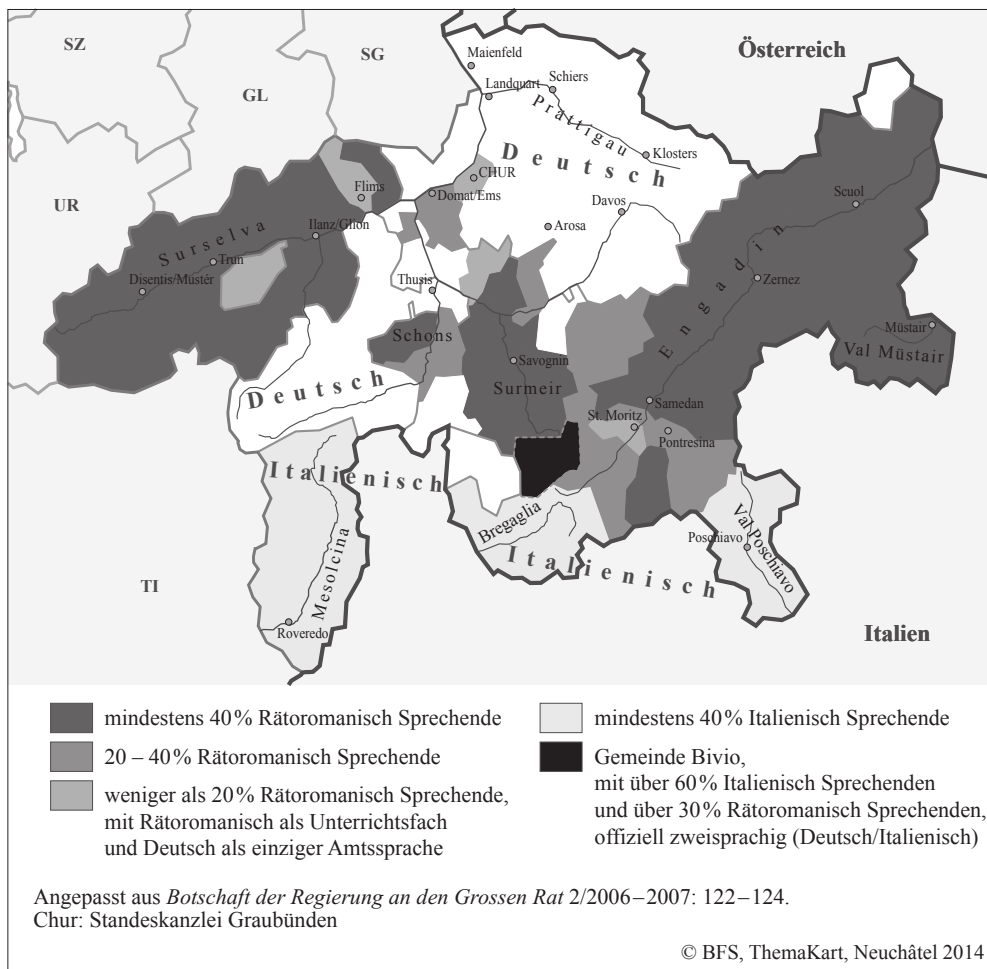 SZ
SG
Österreich
Maienfeld
GL
Landquart
Schiers
Prättigau
Deutsch
Klosters
UR
Flims
CHUR
Domat/Ems
Davos
Scuol
Arosa
Surselva
Ilanz/Glion
Trun
Disentis/Mustér
Thusis
Engadin
Zernez
Schons
Müstair
Val Müstair
Savognin
Deutsch
Surmeir
Samedan
St. Moritz
Pontresina
Italienisch
Bregaglia
Val Poschiavo
Poschiavo
Italienisch
Mesolcina
TI
Roveredo
Italien
mindestens 40% Rätoromanisch Sprechende
20 – 40% Rätoromanisch Sprechende
weniger als 20% Rätoromanisch Sprechende,
mit Rätoromanisch als Unterrichtsfach
und Deutsch als einziger Amtssprache
mindestens 40% Italienisch Sprechende
Gemeinde Bivio,
mit über 60% Italienisch Sprechenden
und über 30% Rätoromanisch Sprechenden,
offiziell zweisprachig (Deutsch/Italienisch)
Angepasst aus Botschaft der Regierung an den Grossen Rat 2/2006–2007: 122–124.
Chur: Standeskanzlei Graubünden
© BFS, ThemaKart, Neuchâtel 2014